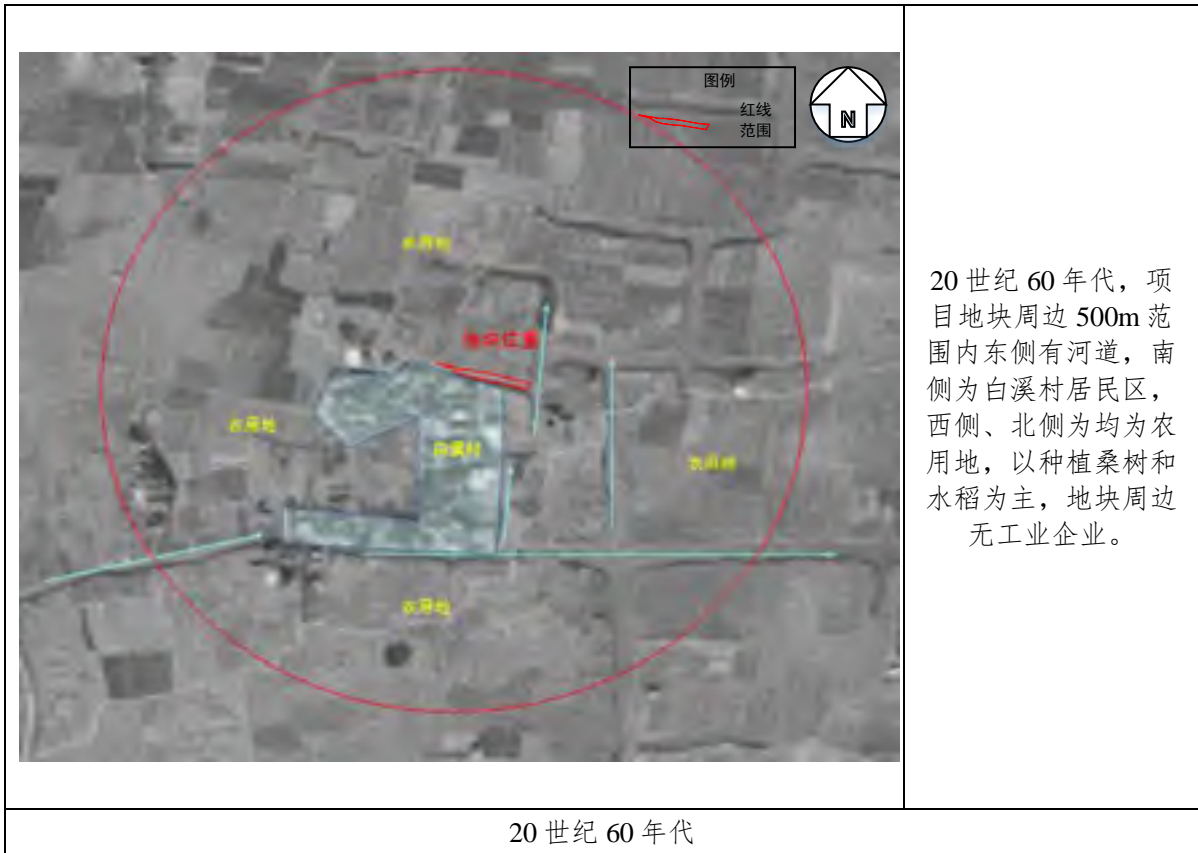 图例
红线
范围
N
农用地
地块位置
农用地
白溪村
农用地
农用地
20 世纪 60 年代，项
目地块周边 500m 范
围内东侧有河道，南
侧为白溪村居民区，
西侧、北侧为均为农
用地，以种植桑树和
水稻为主，地块周边
无工业企业。
20 世纪 60 年代